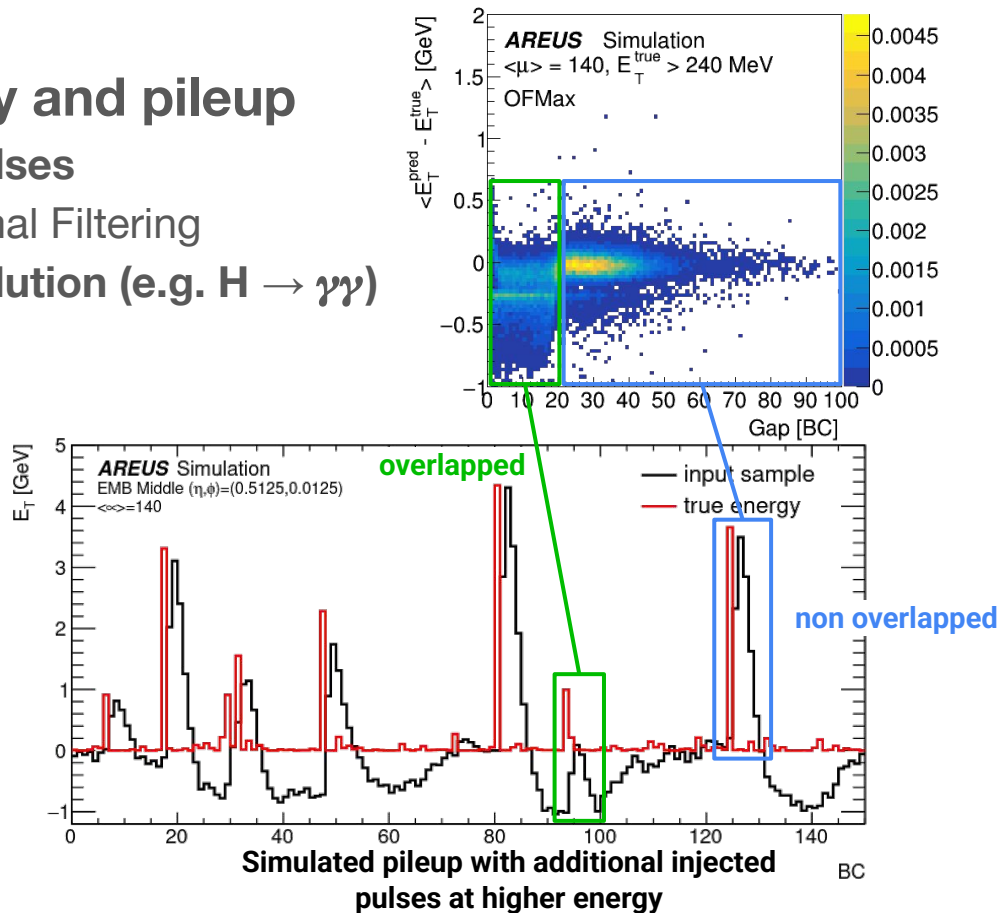 y and pileup
lses
nal Filtering
lution (e.g. H → γγ)
<E_T^pred - E_T^true> [GeV]
2
1.5
1
0.5
0
−0.5
−1
AREUS Simulation
<μ> = 140, E_T^true > 240 MeV
OFMax
0 10 20 30 40 50 60 70 80 90 100
Gap [BC]
0.0045
0.004
0.0035
0.003
0.0025
0.002
0.0015
0.001
0.0005
0
E_T [GeV]
5
4
3
2
1
0
−1
AREUS Simulation
EMB Middle (η,ϕ)=(0.5125,0.0125)
<∞>=140
overlapped
input sample
true energy
non overlapped
0 20 40 60 80 100 120 140
BC
Simulated pileup with additional injected
pulses at higher energy